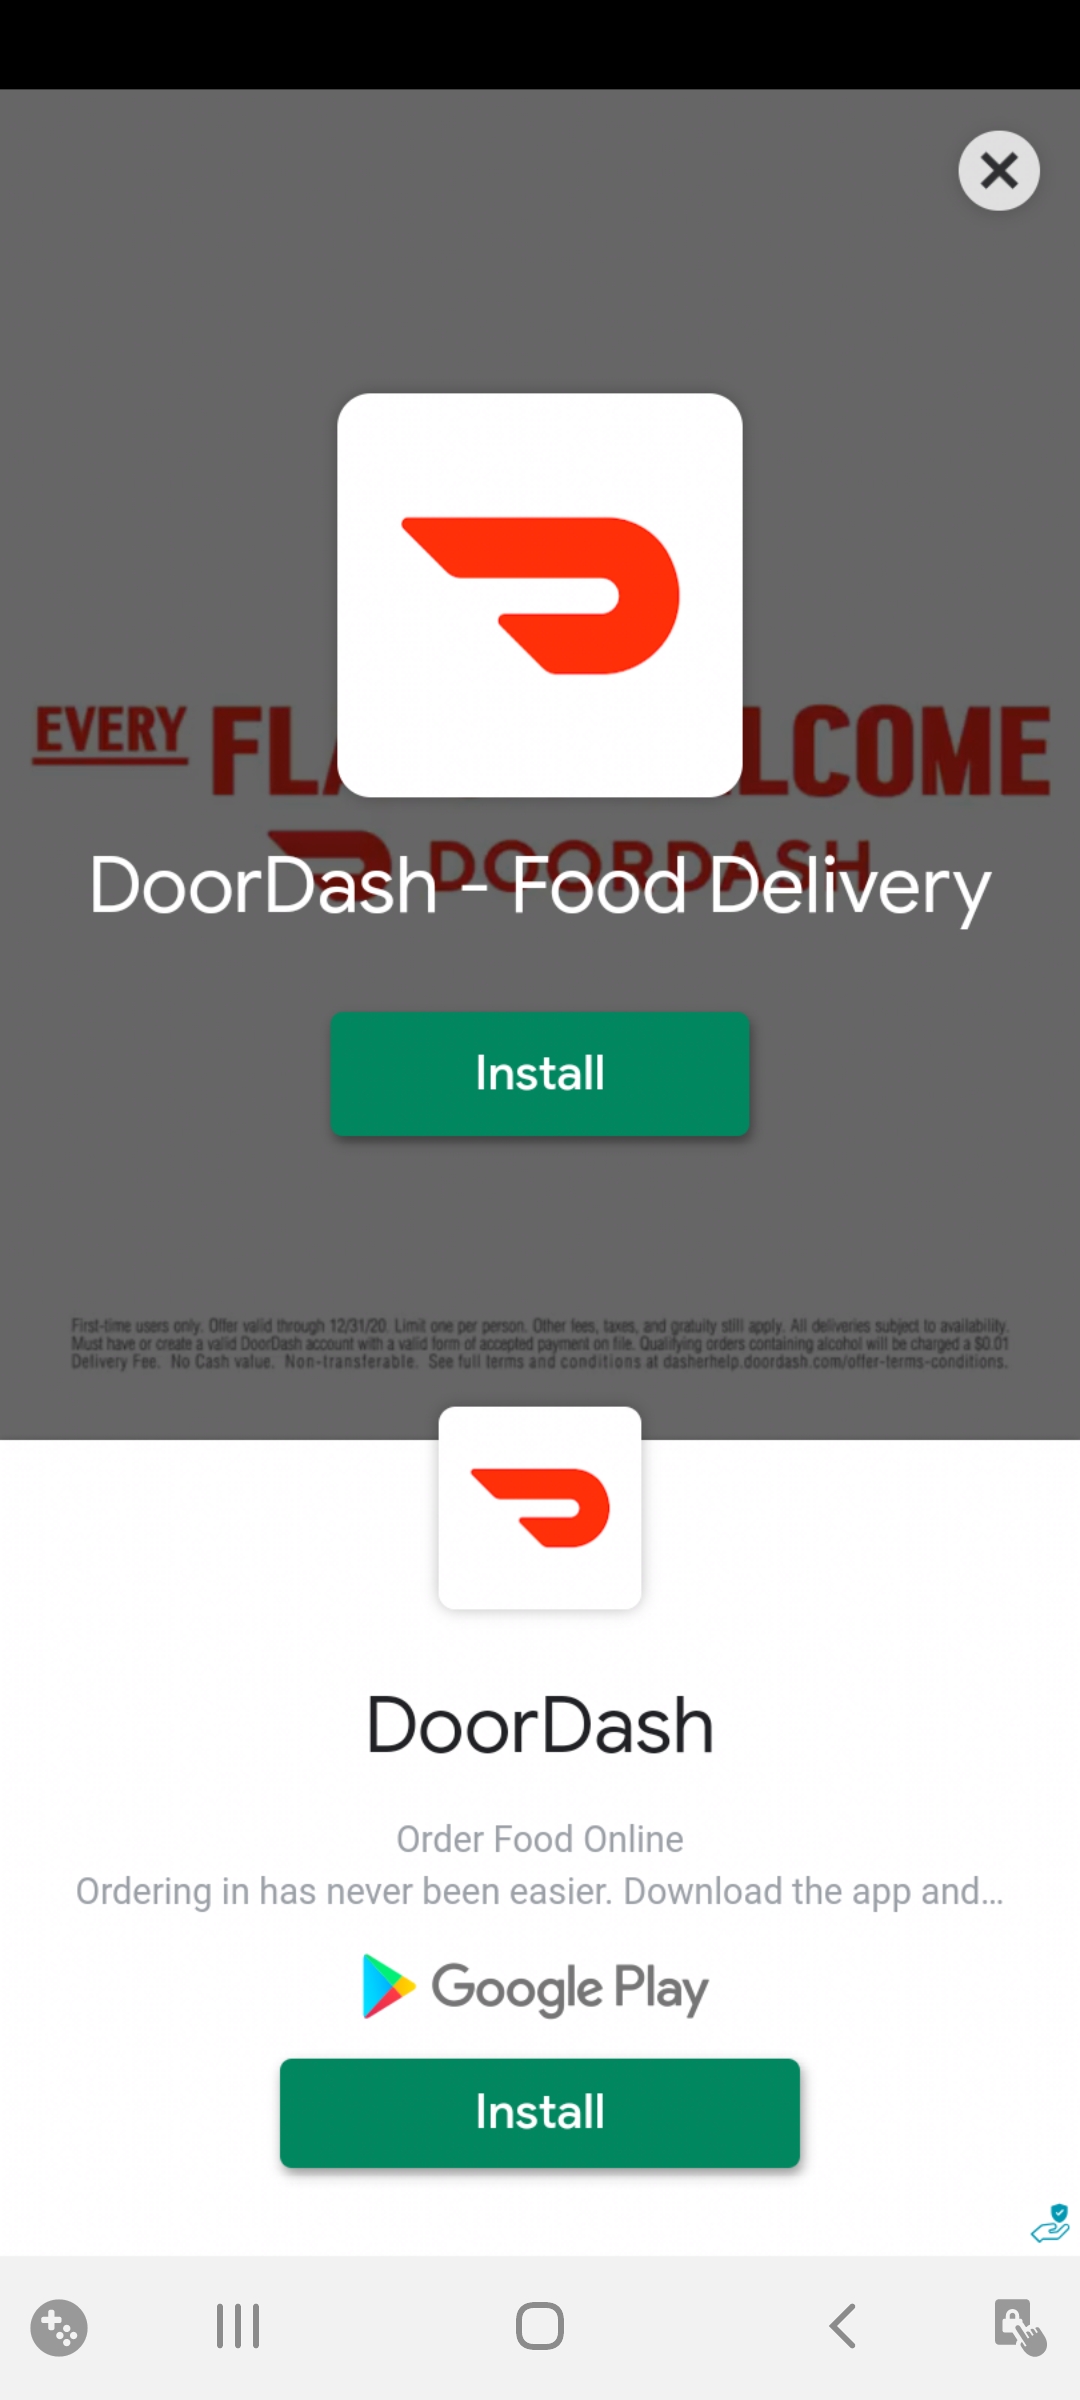 EVERY FLA LCOME
DOORDASH
DoorDash - Food Delivery
Install
First-time users only. Offer valid through 12/31/20. Limit one per person. Other fees, taxes, and gratuity still apply. All deliveries subject to availability.
Must have or create a valid DoorDash account with a valid form of accepted payment on file. Qualifying orders containing alcohol will be charged a $0.01
Delivery Fee. No Cash value. Non-transferable. See full terms and conditions at dasherhelp.doordash.com/offer-terms-conditions.
DoorDash
Order Food Online
Ordering in has never been easier. Download the app and...
Google Play
Install